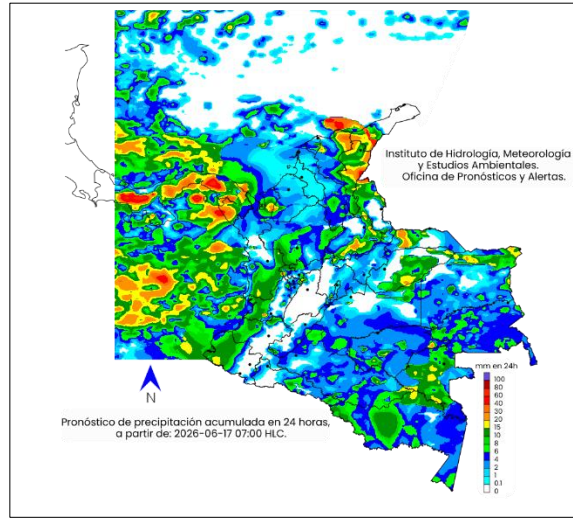 Instituto de Hidrología, Meteorología
y Estudios Ambientales.
Oficina de Pronósticos y Alertas.
mm en 24h
100
80
60
40
30
20
15
10
8
6
4
2
1
0.1
0
N
Pronóstico de precipitación acumulada en 24 horas,
a partir de: 2026-06-17 07:00 HLC.